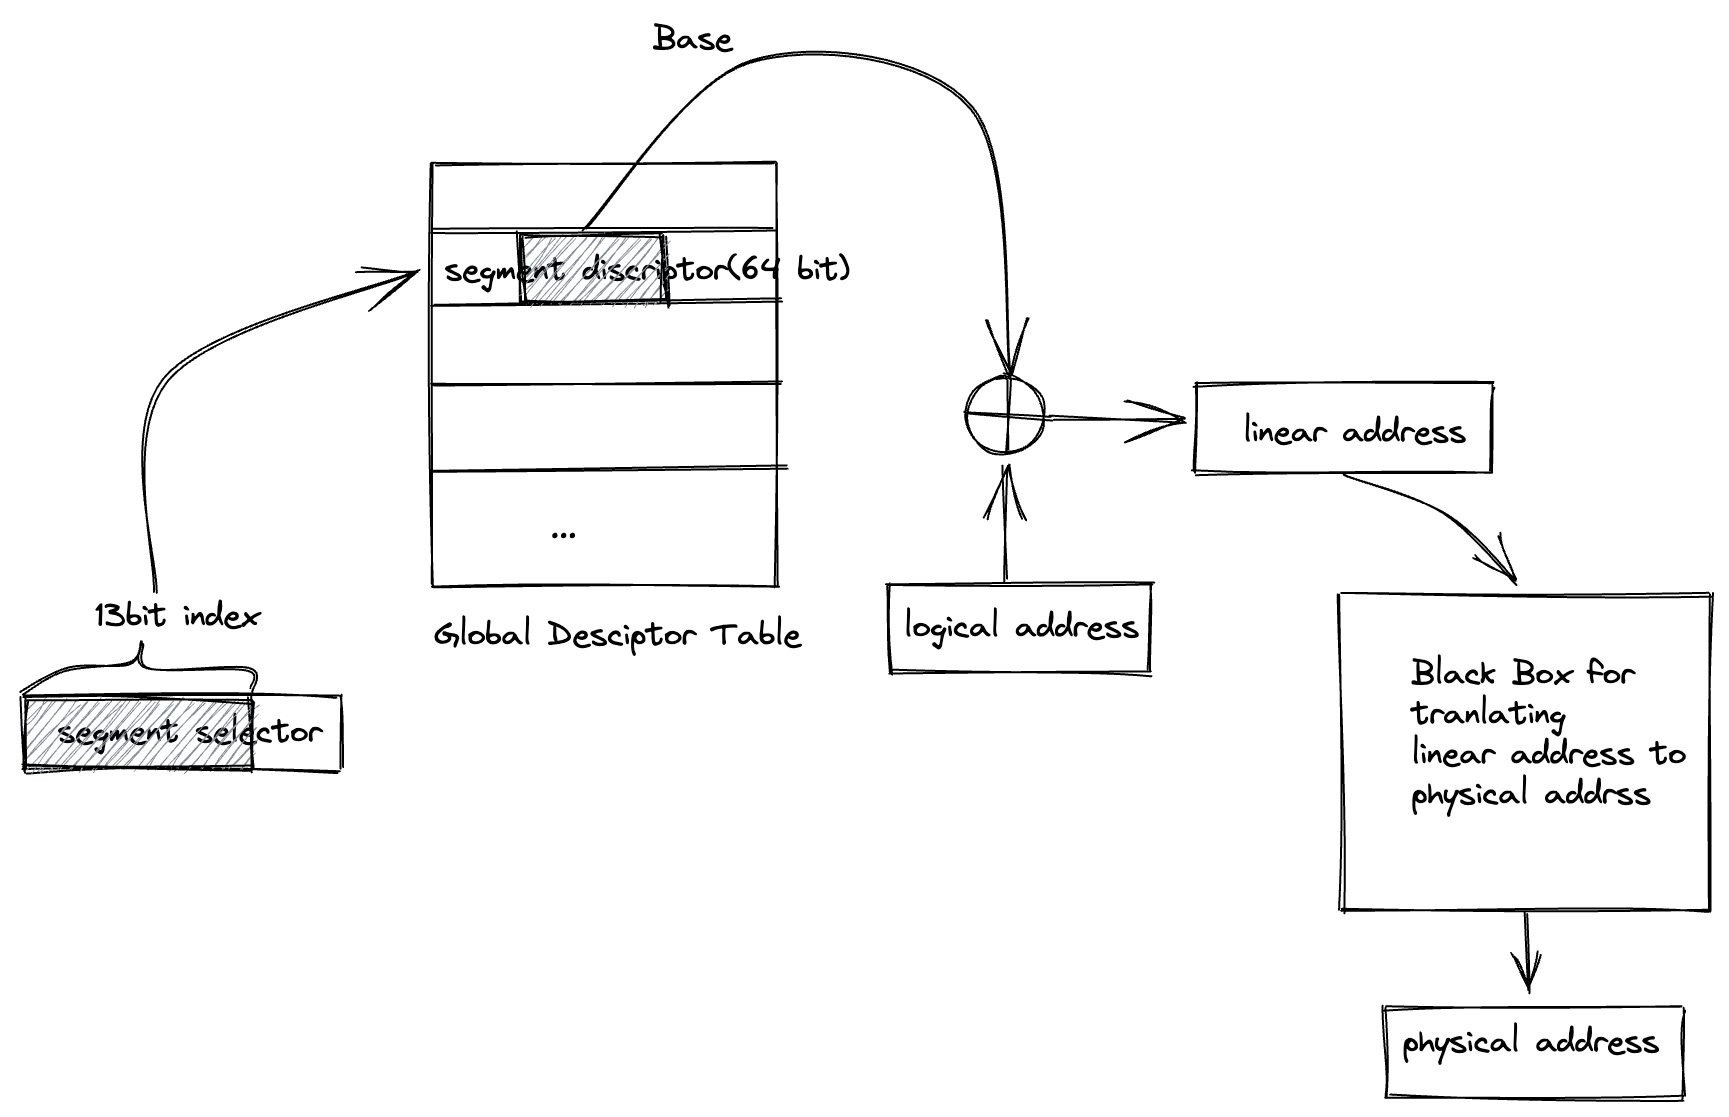 Base
segment discriptor(64 bit)
linear address
...
13bit index
Global Desciptor Table
logical address
segment selector
Black Box for
tranlating
linear address to
physical addrss
physical address